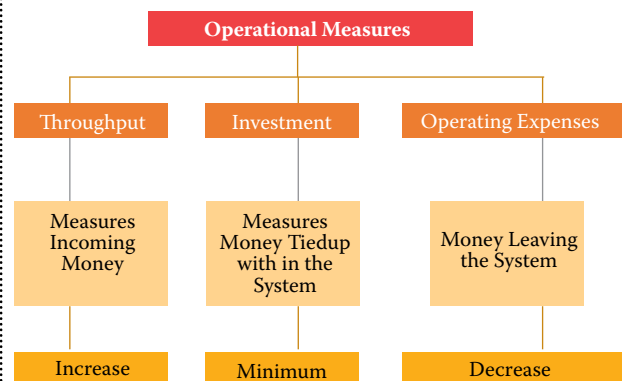 Operational Measures
Throughput
Investment
Operating Expenses
Measures
Incoming
Money
Measures
Money Tiedup
with in the
System
Money Leaving
the System
Increase
Minimum
Decrease